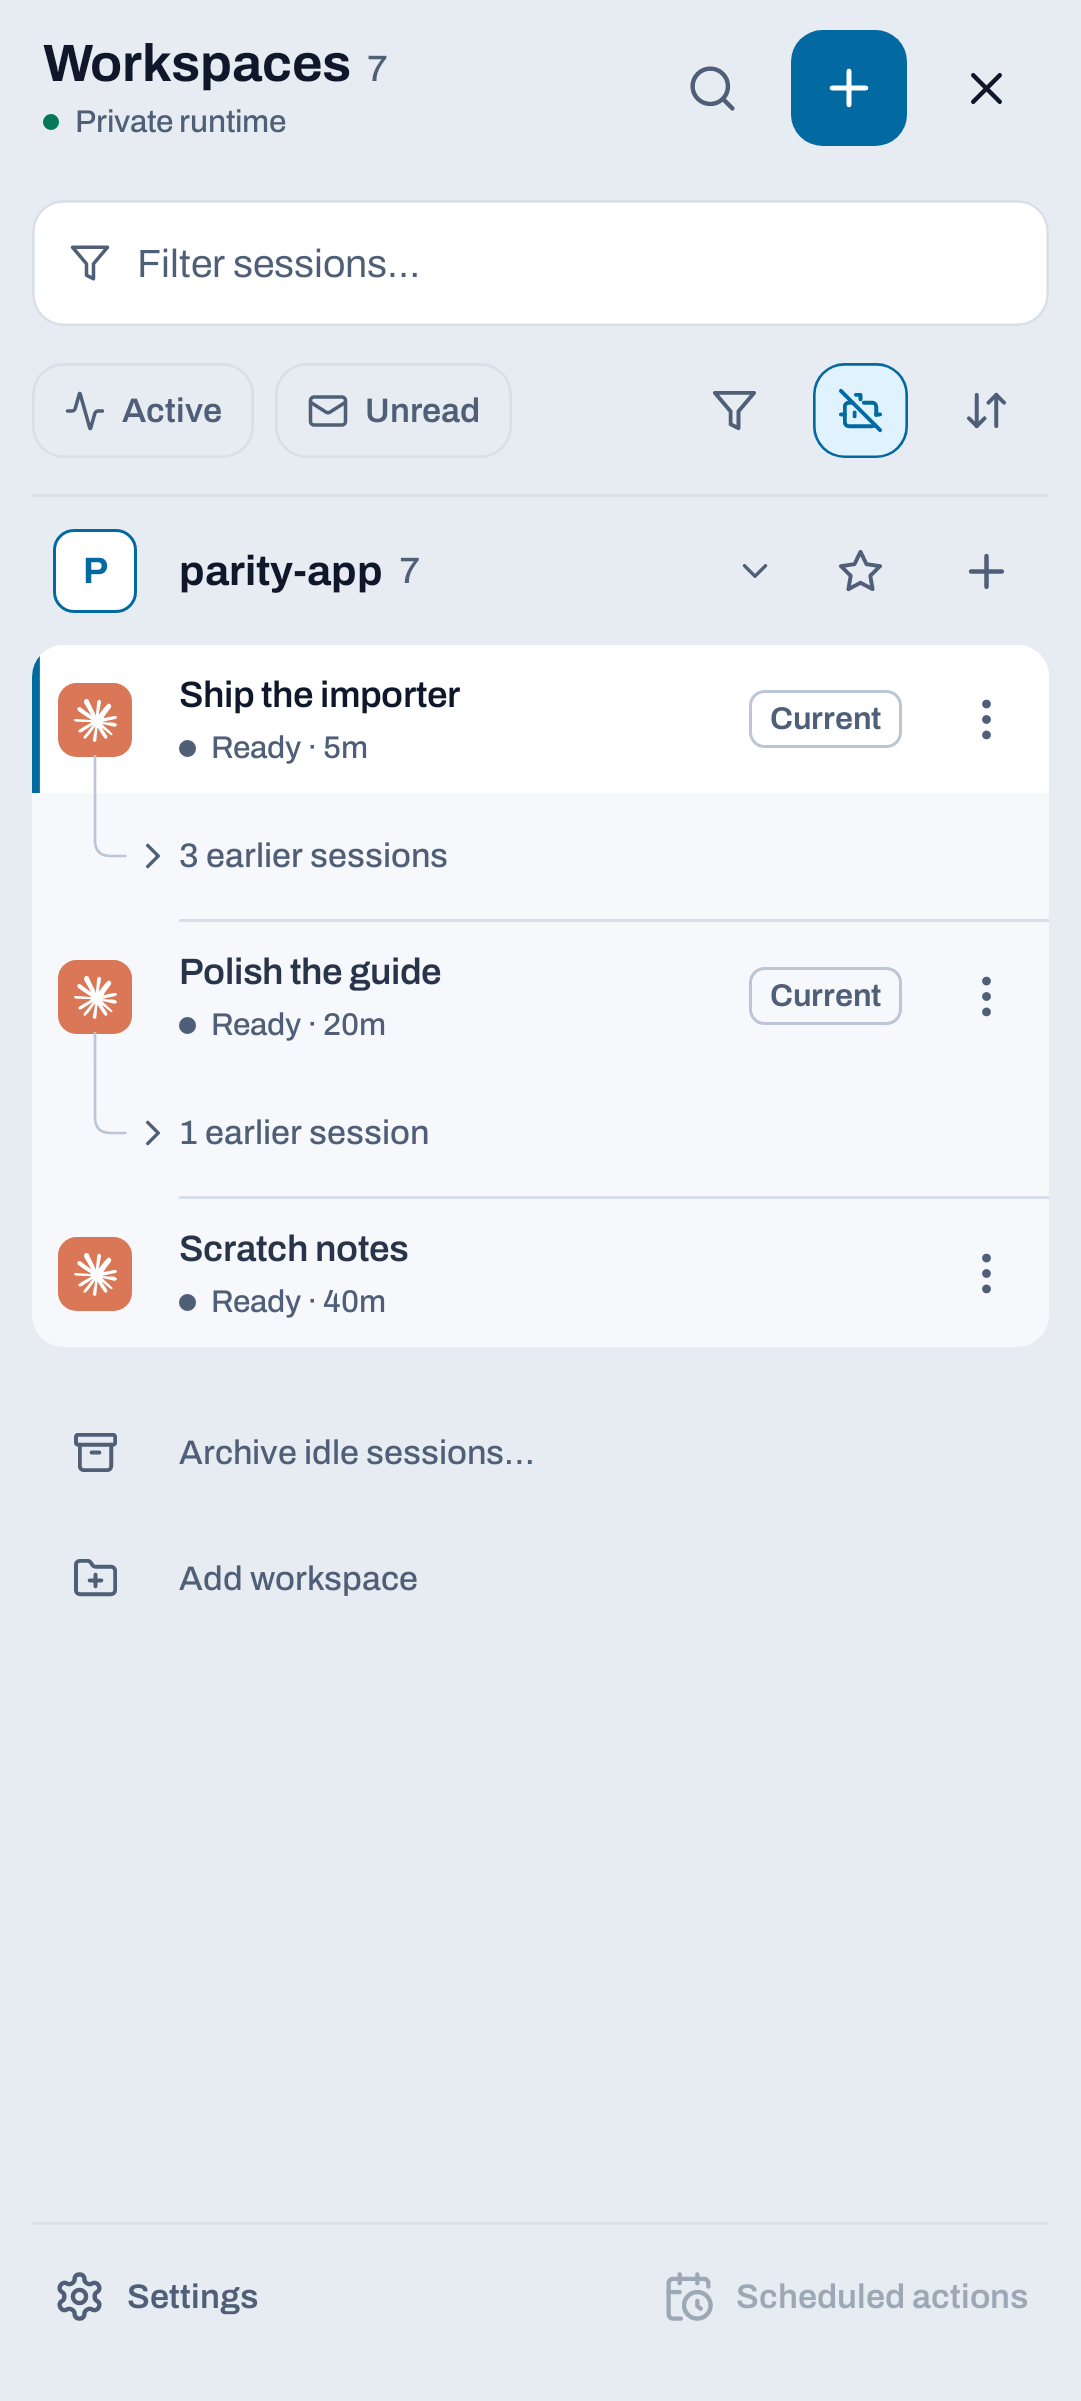 Workspaces 7
Private runtime
Filter sessions...
Active
Unread
P
parity-app 7
Ship the importer
Ready · 5m
Current
3 earlier sessions
Polish the guide
Ready · 20m
Current
1 earlier session
Scratch notes
Ready · 40m
Archive idle sessions...
Add workspace
Settings
Scheduled actions